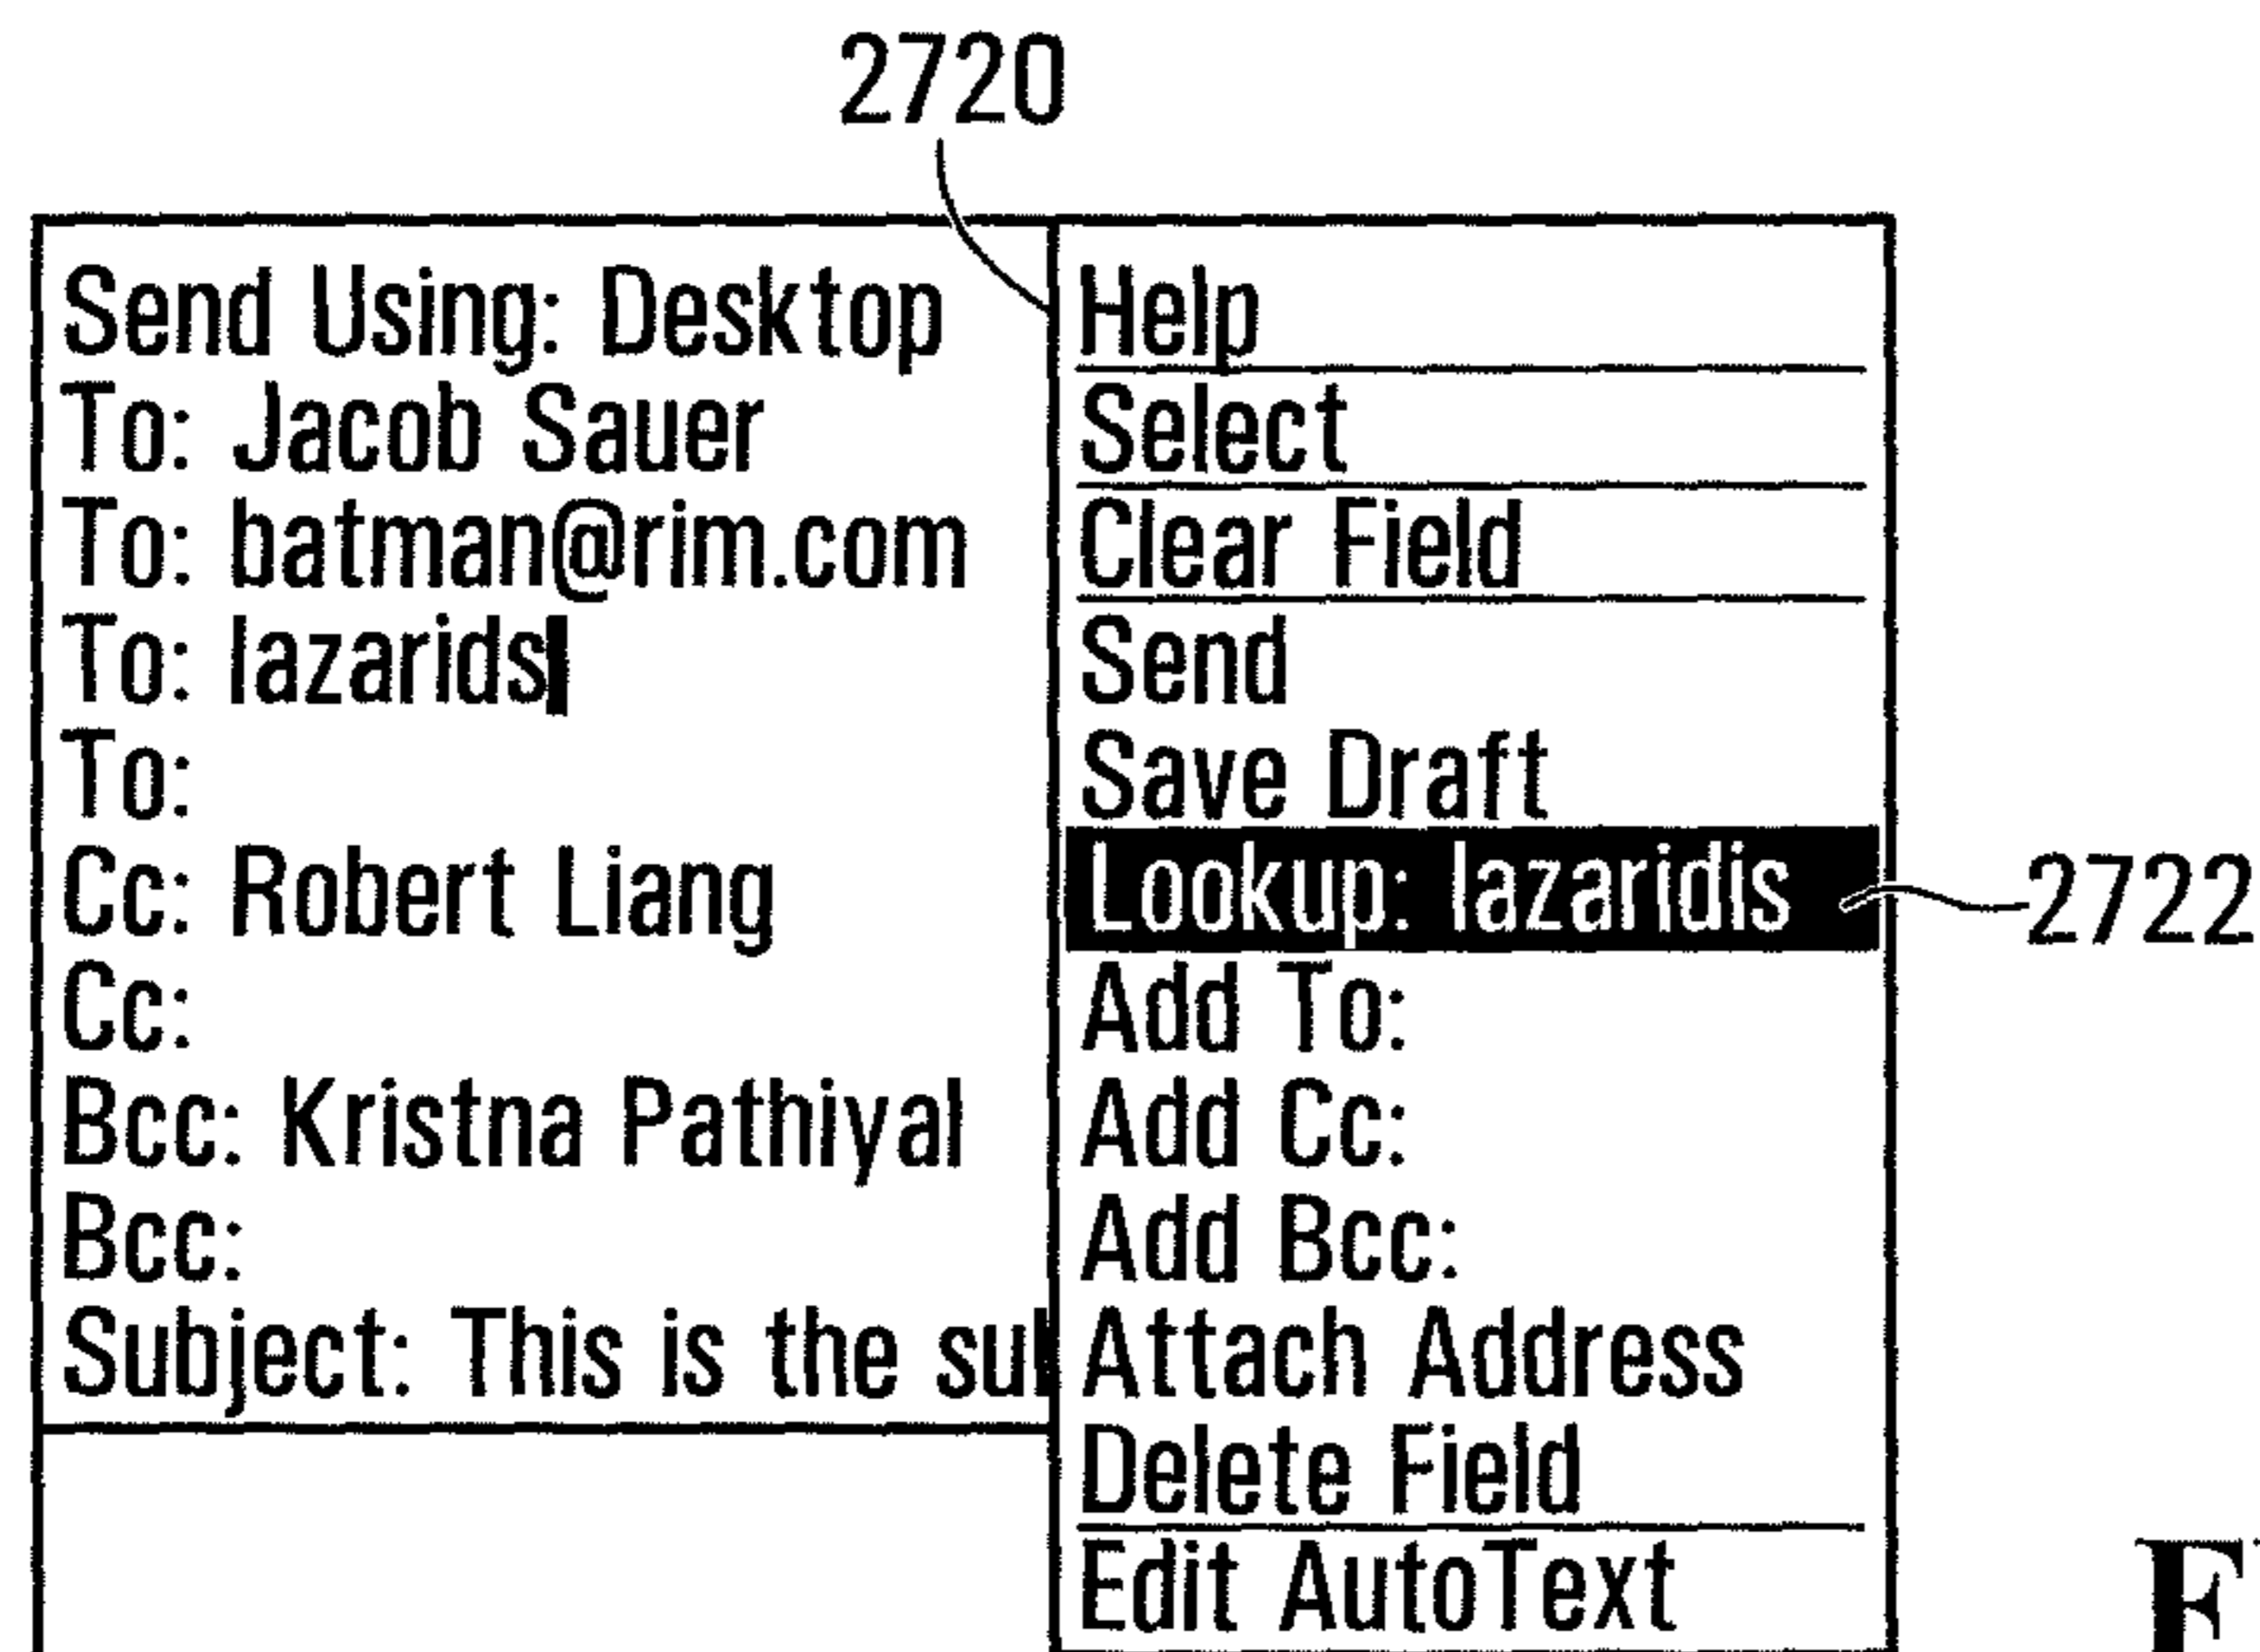 2720
Send Using: Desktop
To: Jacob Sauer
To: batman@rim.com
To: lazarids
To:
Cc: Robert Liang
Cc:
Bcc: Kristna Pathiyal
Bcc:
Subject: This is the su
Help
Select
Clear Field
Send
Save Draft
Lookup: lazaridis
Add To:
Add Cc:
Add Bcc:
Attach Address
Delete Field
Edit AutoText
2722
F